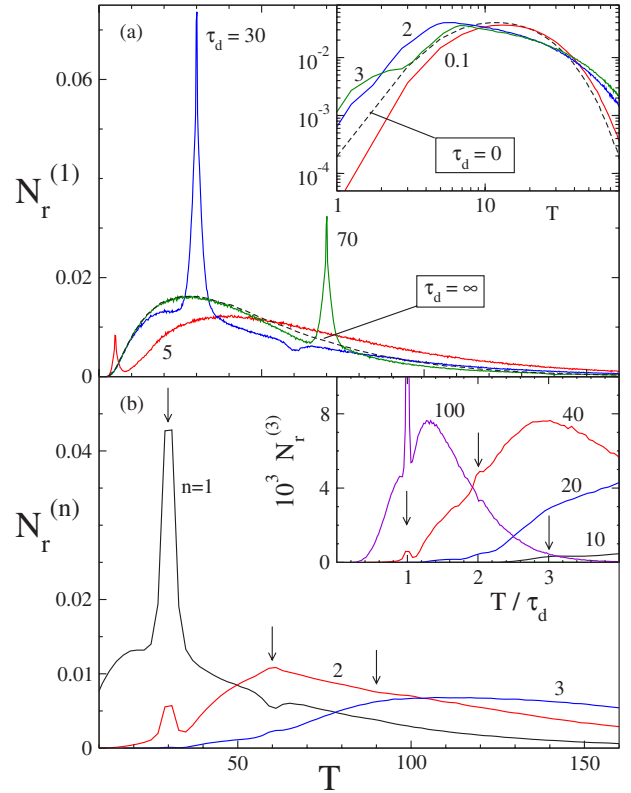 (a)
τd = 30
0.06
Nr(1)
0.02
0
5
70
τd = ∞
10-2
10-3
10-4
3
2
0.1
τd = 0
1
10
T
(b)
0.04
Nr(n)
n=1
0.02
0.01
0
2
3
50
100
150
T
8
4
0
103 Nr(3)
100
40
20
10
1
2
3
T / τd